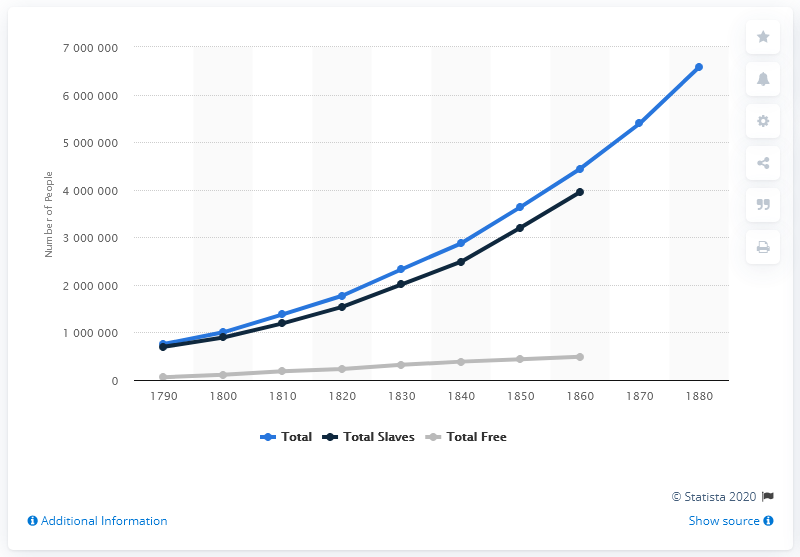 7 000 000
6 000 000
5 000 000
4 000 000
3 000 000
2 000 000
1 000 000
0
Number of People
1790 1800 1810 1820 1830 1840 1850 1860 1870 1880
Total Total Slaves Total Free
© Statista 2020
Additional Information Show source